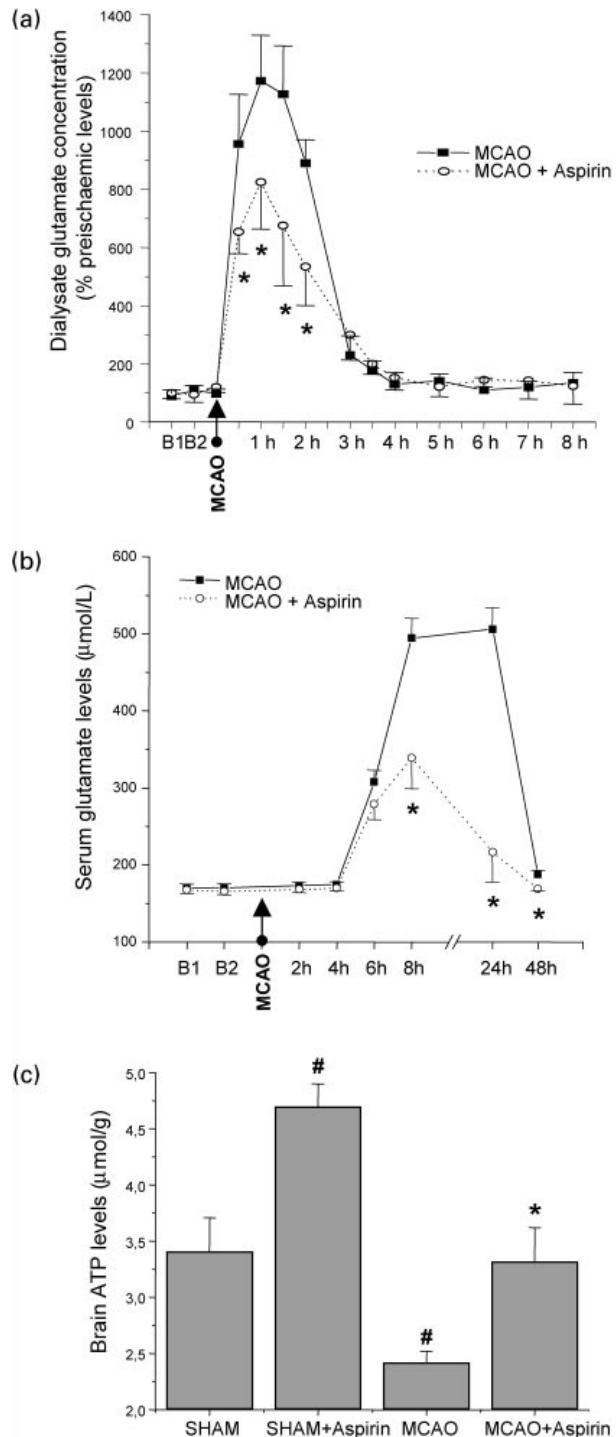 (a)
1400
1200
1000
800
600
400
200
0
Dialysate glutamate concentration
(% preischaemic levels)
MCAO
MCAO + Aspirin
*
*
*
*
B1 B2 1 h 2 h 3 h 4 h 5 h 6 h 7 h 8 h
MCAO
(b)
600
500
400
300
200
100
Serum glutamate levels (μmol/L)
MCAO
MCAO + Aspirin
*
*
*
B1 B2 2h 4h 6h 8h 24h 48h
MCAO
(c)
5,0
4,5
4,0
3,5
3,0
2,5
2,0
Brain ATP levels (μmol/g)
#
*
#
SHAM SHAM+Aspirin MCAO MCAO+Aspirin